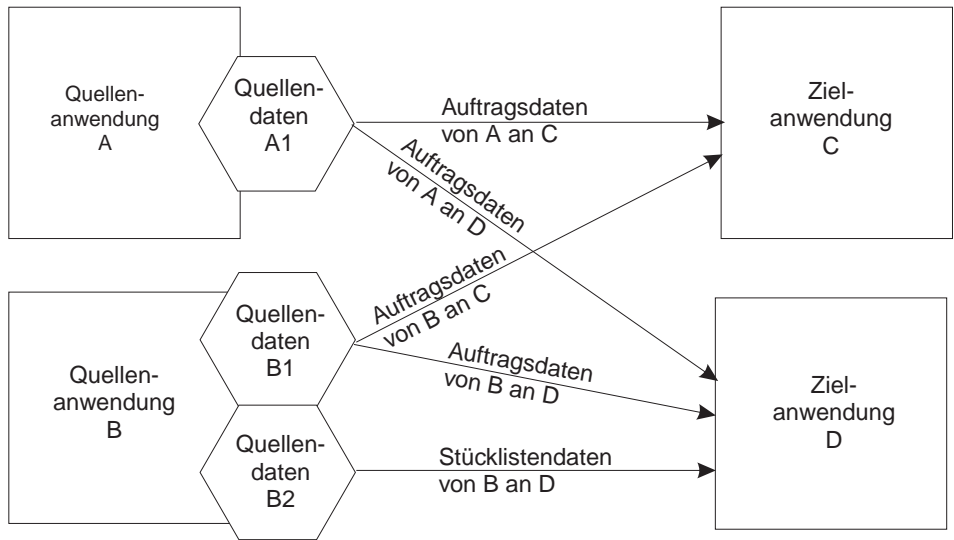 Quellen-
anwendung
A
Quellen-
daten
A1
Auftragsdaten
von A an C
Ziel-
anwendung
C
Auftragsdaten
von A an D
Quellen-
anwendung
B
Quellen-
daten
B1
Auftragsdaten
von B an C
Auftragsdaten
von B an D
Quellen-
daten
B2
Stücklistendaten
von B an D
Ziel-
anwendung
D